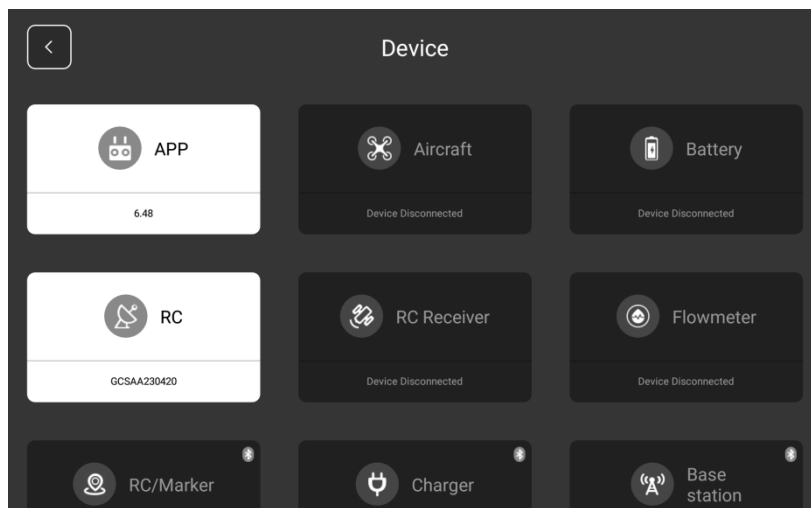 Device
APP
Aircraft
Battery
6.48
Device Disconnected
Device Disconnected
RC
RC Receiver
Flowmeter
GCSAA230420
Device Disconnected
Device Disconnected
RC/Marker
Charger
Base
station